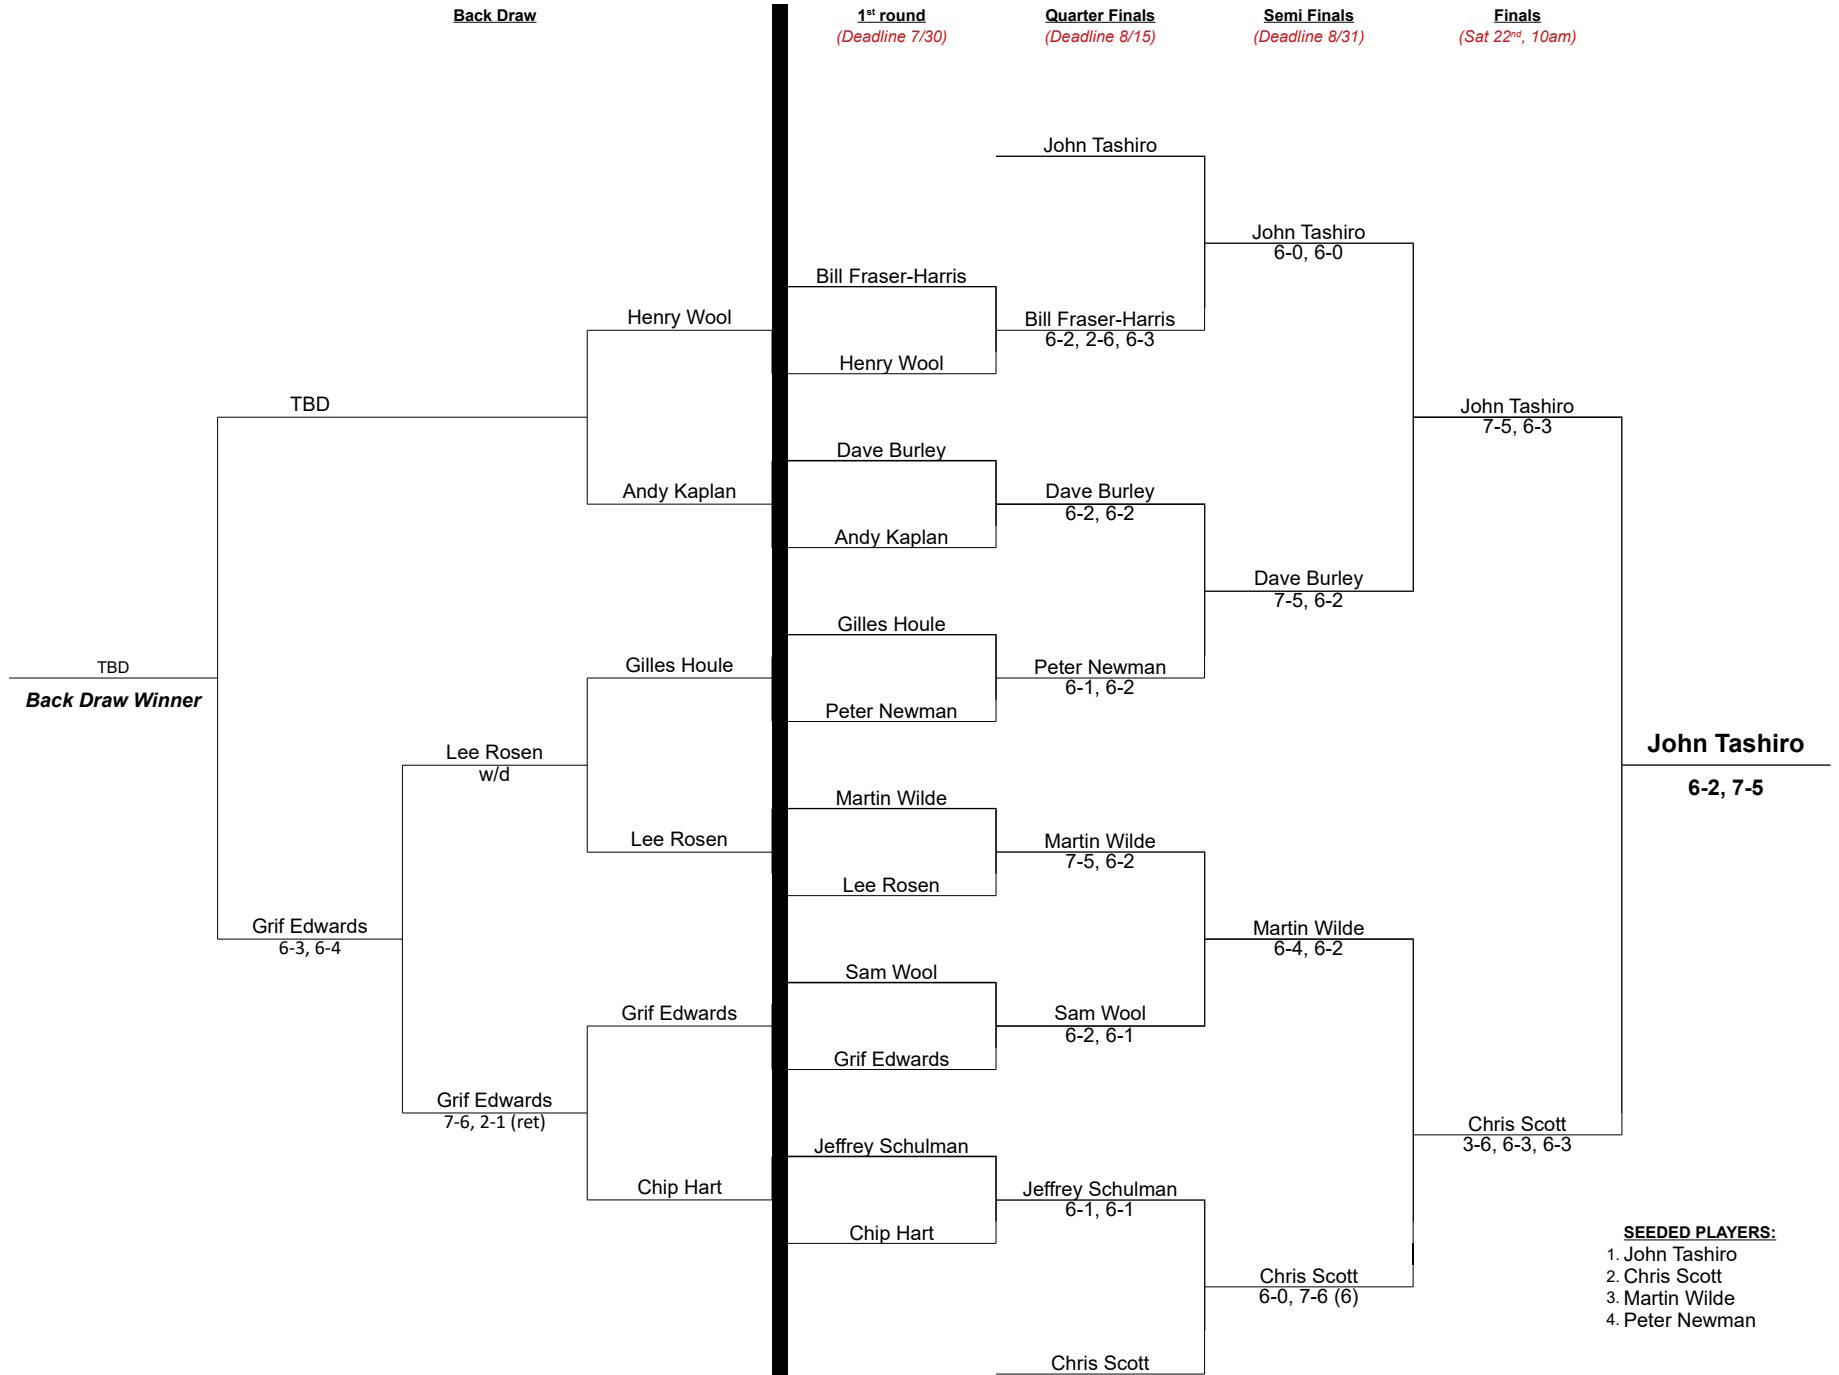 Back Draw
1st round
(Deadline 7/30)
Quarter Finals
(Deadline 8/15)
Semi Finals
(Deadline 8/31)
Finals
(Sat 22nd, 10am)
Henry Wool
TBD
Andy Kaplan
Gilles Houle
TBD
Back Draw Winner
Lee Rosen
w/d
Lee Rosen
Grif Edwards
6-3, 6-4
Grif Edwards
Grif Edwards
7-6, 2-1 (ret)
Chip Hart
Bill Fraser-Harris
Henry Wool
Dave Burley
Andy Kaplan
Gilles Houle
Peter Newman
Martin Wilde
Lee Rosen
Sam Wool
Grif Edwards
Jeffrey Schulman
Chip Hart
John Tashiro
Bill Fraser-Harris
6-2, 2-6, 6-3
Dave Burley
6-2, 6-2
Peter Newman
6-1, 6-2
Martin Wilde
7-5, 6-2
Sam Wool
6-2, 6-1
Jeffrey Schulman
6-1, 6-1
Chris Scott
John Tashiro
6-0, 6-0
Dave Burley
7-5, 6-2
Martin Wilde
6-4, 6-2
Chris Scott
6-0, 7-6 (6)
John Tashiro
7-5, 6-3
Chris Scott
3-6, 6-3, 6-3
John Tashiro
6-2, 7-5
SEEDED PLAYERS:
1. John Tashiro
2. Chris Scott
3. Martin Wilde
4. Peter Newman